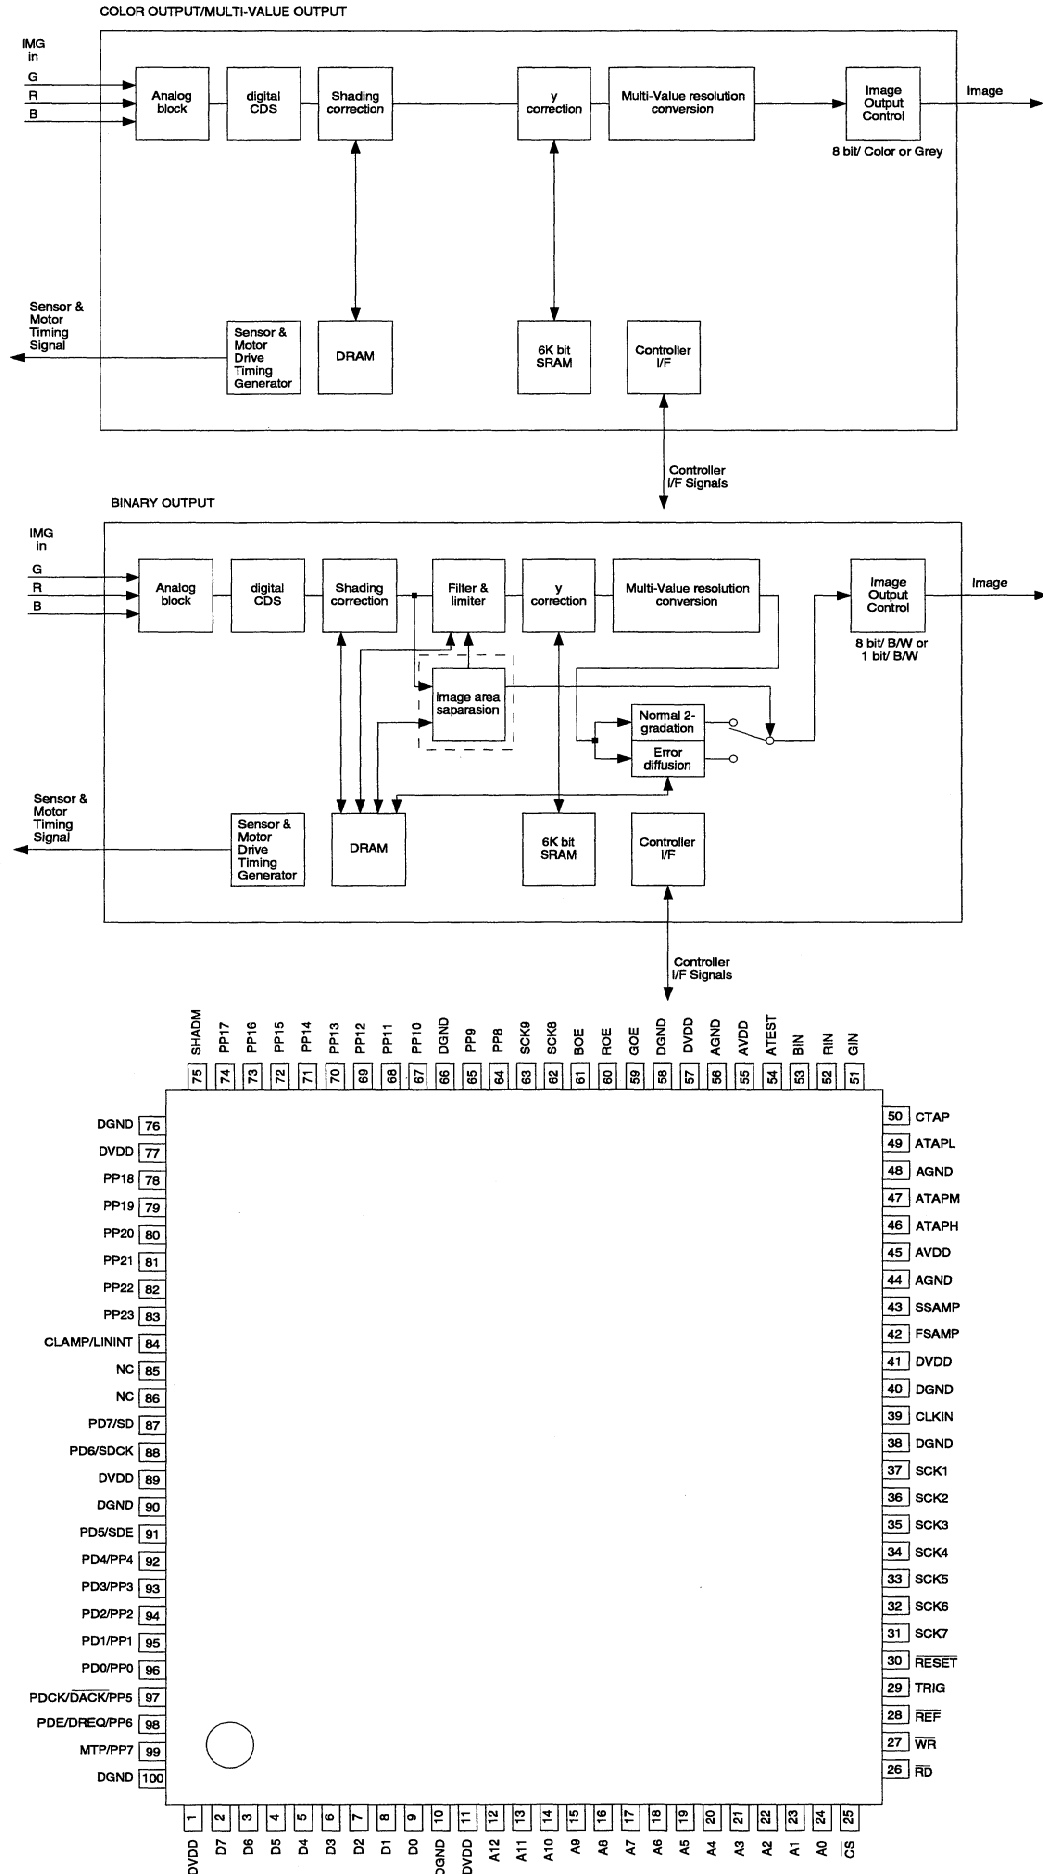 COLOR OUTPUT/MULTI-VALUE OUTPUT
IMG
in
G
R
B
Analog
block
digital
CDS
Shading
correction
y
correction
Multi-Value resolution
conversion
Image
Output
Control
Image
8 bit/ Color or Grey
Sensor &
Motor
Timing
Signal
Sensor &
Motor
Drive
Timing
Generator
DRAM
6K bit
SRAM
Controller
I/F
Controller
I/F Signals
BINARY OUTPUT
IMG
in
G
R
B
Analog
block
digital
CDS
Shading
correction
Filter &
limiter
y
correction
Multi-Value resolution
conversion
Image
Output
Control
Image
8 bit/ B/W or
1 bit/ B/W
Image area
saparasion
Normal 2-
gradation
Error
diffusion
Sensor &
Motor
Timing
Signal
Sensor &
Motor
Drive
Timing
Generator
DRAM
6K bit
SRAM
Controller
I/F
Controller
I/F Signals
SHADM 75
PP17 74
PP16 73
PP15 72
PP14 71
PP13 70
PP12 69
PP11 68
PP10 67
DGND 66
PP9 65
PP8 64
SCK9 63
SCK8 62
BOE 61
ROE 60
GOE 59
DGND 58
DVDD 57
AGND 56
AVDD 55
ATEST 54
BIN 53
RIN 52
GIN 51
DGND 76
DVDD 77
PP18 78
PP19 79
PP20 80
PP21 81
PP22 82
PP23 83
CLAMP/LININT 84
NC 85
NC 86
PD7/SD 87
PD6/SDCK 88
DVDD 89
DGND 90
PD5/SDE 91
PD4/PP4 92
PD3/PP3 93
PD2/PP2 94
PD1/PP1 95
PD0/PP0 96
PDCK/DACK/PP5 97
PDE/DREQ/PP6 98
MTP/PP7 99
DGND 100
50 CTAP
49 ATAPL
48 AGND
47 ATAPM
46 ATAPH
45 AVDD
44 AGND
43 SSAMP
42 FSAMP
41 DVDD
40 DGND
39 CLKIN
38 DGND
37 SCK1
36 SCK2
35 SCK3
34 SCK4
33 SCK5
32 SCK6
31 SCK7
30 RESET
29 TRIG
28 REF
27 WR
26 RD
1 DVDD
2 D7
3 D6
4 D5
5 D4
6 D3
7 D2
8 D1
9 D0
10 DGND
11 DVDD
12 A12
13 A11
14 A10
15 A9
16 A8
17 A7
18 A6
19 A5
20 A4
21 A3
22 A2
23 A1
24 A0
25 CS